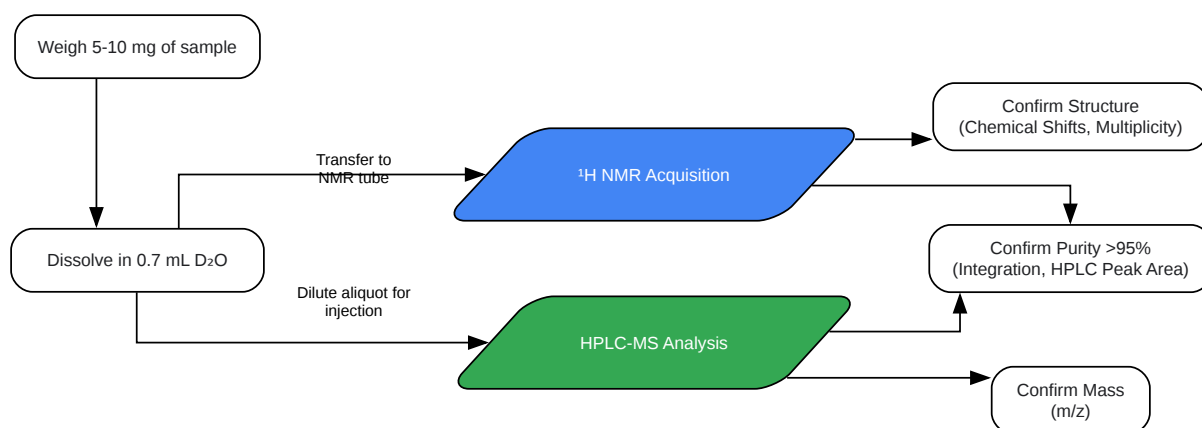 Weigh 5-10 mg of sample
Confirm Structure
(Chemical Shifts, Multiplicity)
Transfer to
NMR tube
¹H NMR Acquisition
Dissolve in 0.7 mL D₂O
Confirm Purity >95%
(Integration, HPLC Peak Area)
Dilute aliquot for
injection
HPLC-MS Analysis
Confirm Mass
(m/z)